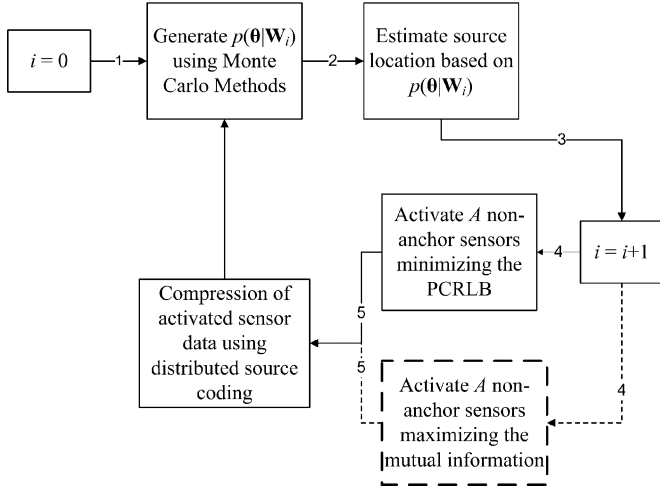 i = 0
1
Generate p(θ|Wᵢ)
using Monte
Carlo Methods
2
Estimate source
location based on
p(θ|Wᵢ)
3
i = i+1
4
Activate A non-
anchor sensors
minimizing the
PCRLB
4
Activate A non-
anchor sensors
maximizing the
mutual information
5
5
Compression of
activated sensor
data using
distributed source
coding